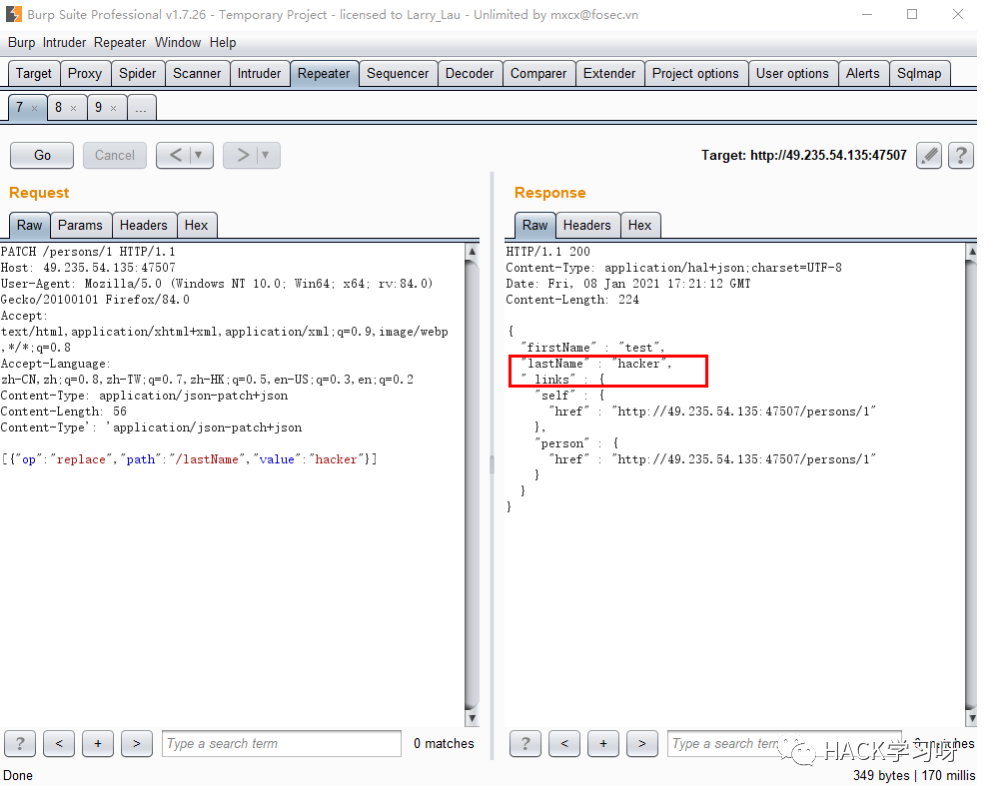 Burp Suite Professional v1.7.26 - Temporary Project - licensed to Larry_Lau - Unlimited by mxcx@fosec.vn
Burp Intruder Repeater Window Help
Target Proxy Spider Scanner Intruder Repeater Sequencer Decoder Comparer Extender Project options User options Alerts Sqlmap
7 × 8 × 9 × ...
Go Cancel < ▼ > ▼ Target: http://49.235.54.135:47507 ?
Request
Raw Params Headers Hex
PATCH /persons/1 HTTP/1.1
Host: 49.235.54.135:47507
User-Agent: Mozilla/5.0 (Windows NT 10.0; Win64; x64; rv:84.0)
Gecko/20100101 Firefox/84.0
Accept:
text/html,application/xhtml+xml,application/xml;q=0.9,image/webp
,*/*;q=0.8
Accept-Language:
zh-CN,zh;q=0.8,zh-TW;q=0.7,zh-HK;q=0.5,en-US;q=0.3,en;q=0.2
Content-Type: application/json-patch+json
Content-Length: 56
Content-Type': 'application/json-patch+json
[{"op":"replace","path":"/lastName","value":"hacker"}]
? < + > Type a search term 0 matches
Response
Raw Headers Hex
HTTP/1.1 200
Content-Type: application/hal+json;charset=UTF-8
Date: Fri, 08 Jan 2021 17:21:12 GMT
Content-Length: 224
{
"firstName" : "test",
"lastName" : "hacker",
"_links" : {
"self" : {
"href" : "http://49.235.54.135:47507/persons/1"
},
"person" : {
"href" : "http://49.235.54.135:47507/persons/1"
}
}
}
? < + > Type a search term 0 matches
HACK学习呀
Done 349 bytes | 170 millis